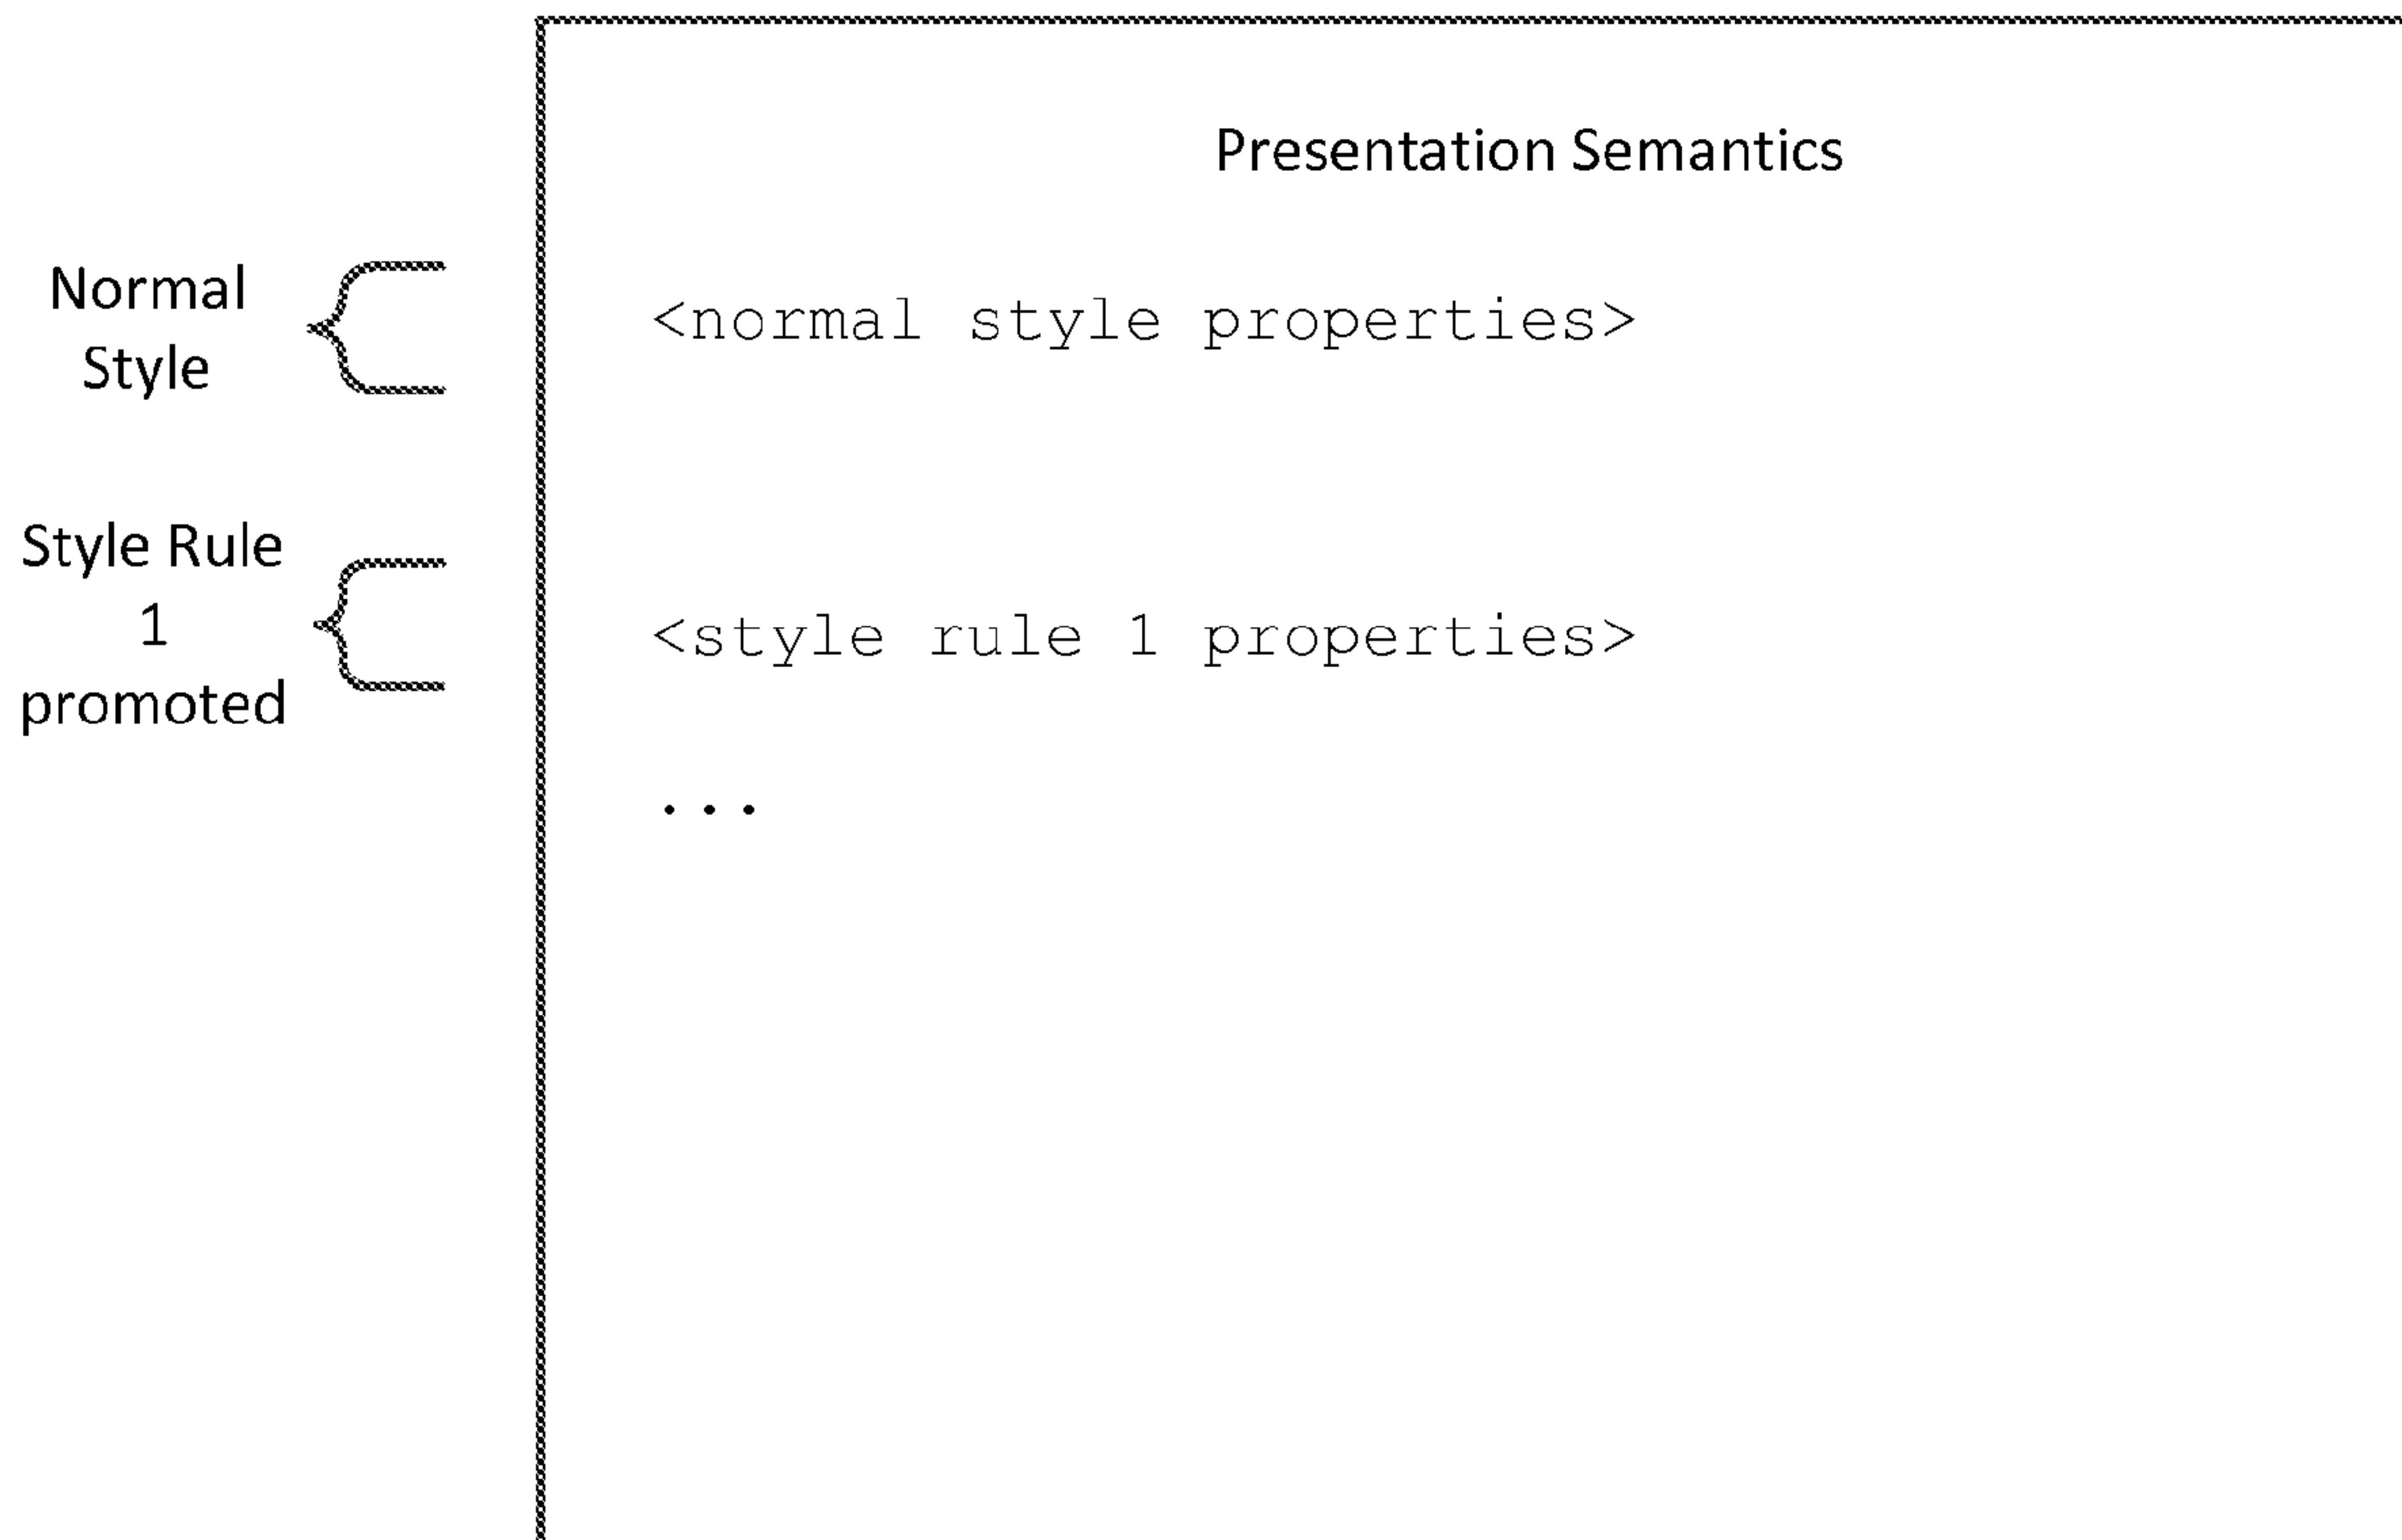 Presentation Semantics
Normal
Style
<normal style properties>
Style Rule
1
promoted
<style rule 1 properties>
...